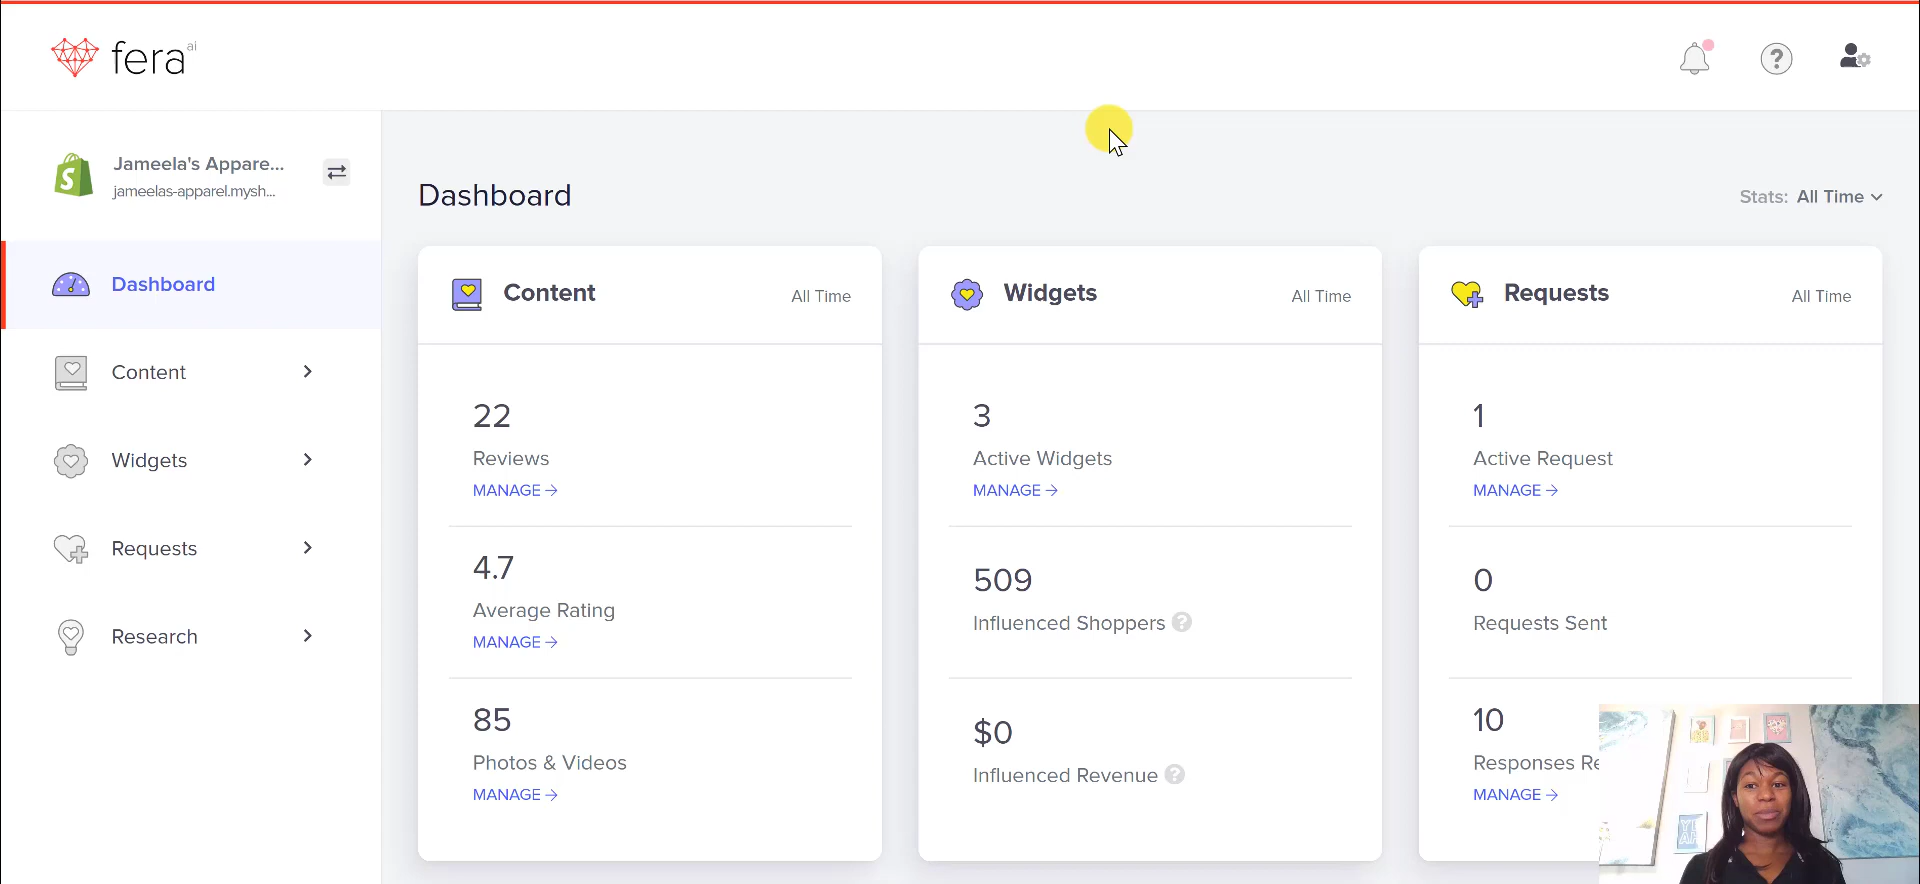 fera ai
Jameela's Appare...
jameelas-apparel.mysh...
Dashboard
Content
Widgets
Requests
Research
Dashboard
Stats: All Time
Content All Time
22
Reviews
MANAGE →
4.7
Average Rating
MANAGE →
85
Photos & Videos
MANAGE →
Widgets All Time
3
Active Widgets
MANAGE →
509
Influenced Shoppers ?
$0
Influenced Revenue ?
Requests All Time
1
Active Request
MANAGE →
0
Requests Sent
10
Responses Re
MANAGE →